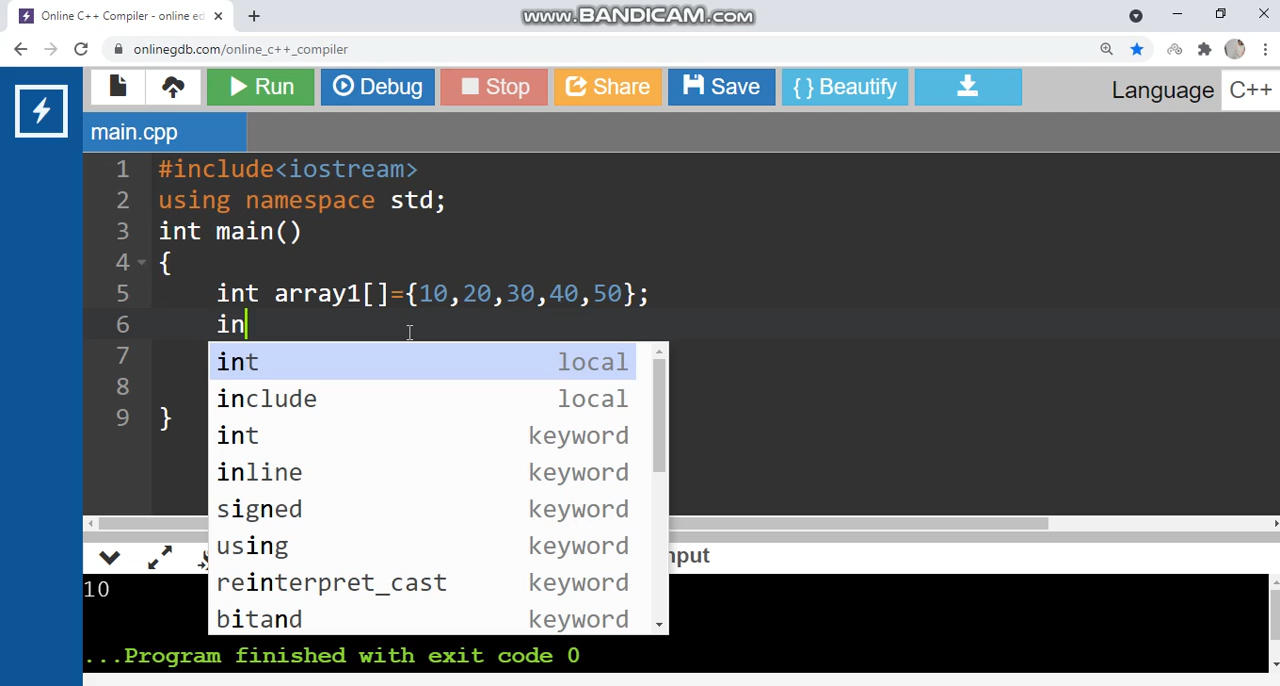 Online C++ Compiler - online ed
www.BANDICAM.com
onlinegdb.com/online_c++_compiler
Run Debug Stop Share Save { } Beautify Language C++
main.cpp
1 #include<iostream>
2 using namespace std;
3 int main()
4 {
5 int array1[]={10,20,30,40,50};
6 in
7
8
9 }
int local
include local
int keyword
inline keyword
signed keyword
using keyword
reinterpret_cast keyword
bitand keyword
nput
10
...Program finished with exit code 0